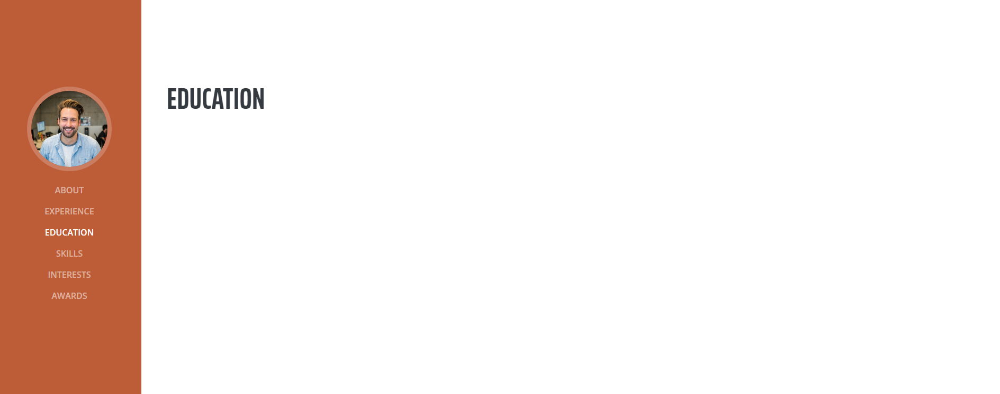 ABOUT
EXPERIENCE
EDUCATION
SKILLS
INTERESTS
AWARDS
EDUCATION